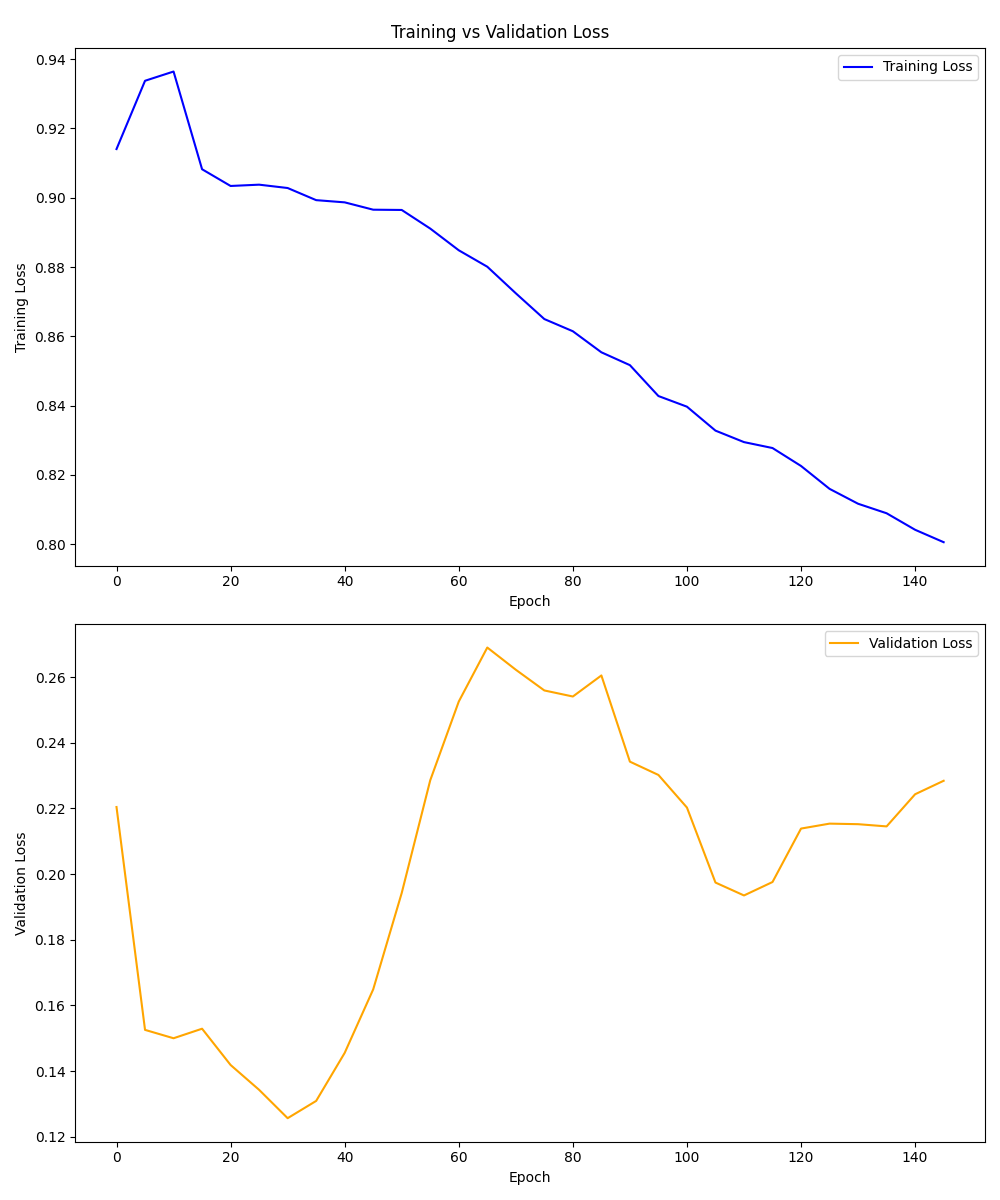 Training vs Validation Loss
Training Loss
0.94
0.92
0.90
0.88
0.86
0.84
0.82
0.80
Training Loss
0 20 40 60 80 100 120 140
Epoch
Validation Loss
0.26
0.24
0.22
0.20
0.18
0.16
0.14
0.12
Validation Loss
0 20 40 60 80 100 120 140
Epoch